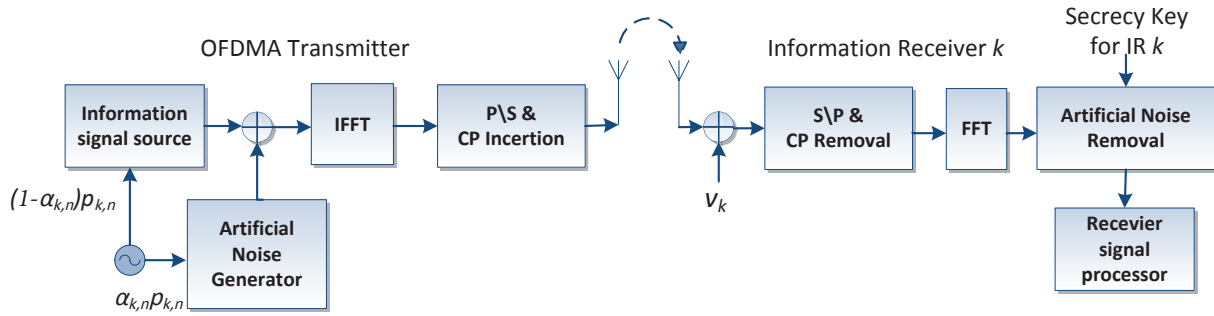 OFDMA Transmitter
Information
signal source
IFFT
P\S &
CP Incertion
(1-αk,n)pk,n
Artificial
Noise
Generator
αk,npk,n
Information Receiver k
Secrecy Key
for IR k
νk
S\P &
CP Removal
FFT
Artificial Noise
Removal
Recevier
signal
processor